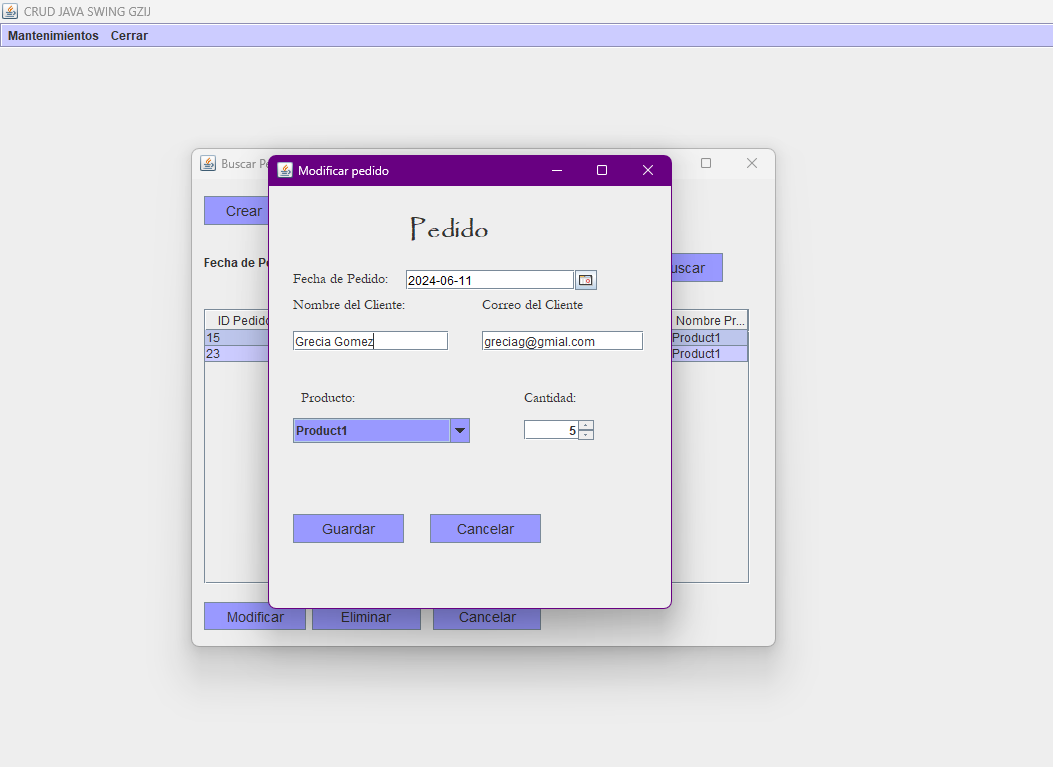 CRUD JAVA SWING GZIJ
Mantenimientos Cerrar
Buscar Pe
Modificar pedido
Crear
Pedido
Fecha de Pe
uscar
Fecha de Pedido: 2024-06-11
Nombre del Cliente: Correo del Cliente
ID Pedido Nombre Pr...
Grecia Gomez greciag@gmial.com
15 Product1
23 Product1
Producto: Cantidad:
Product1 5
Guardar Cancelar
Modificar Eliminar Cancelar